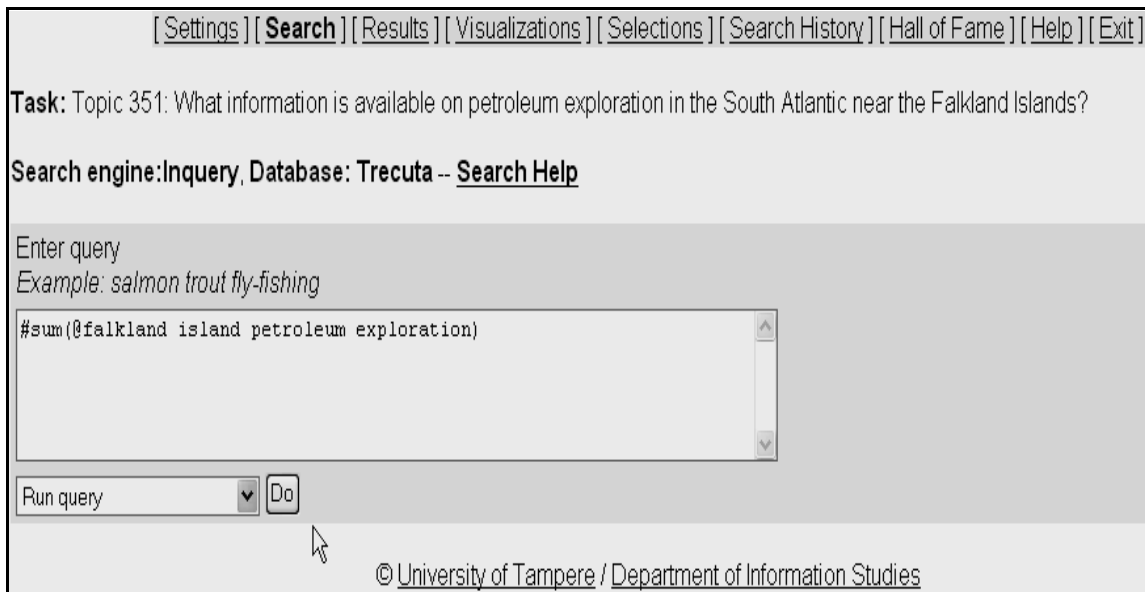 [ Settings ] [ Search ] [ Results ] [ Visualizations ] [ Selections ] [ Search History ] [ Hall of Fame ] [ Help ] [ Exit ]
Task: Topic 351: What information is available on petroleum exploration in the South Atlantic near the Falkland Islands?
Search engine:Inquery, Database: Trecuta -- Search Help
Enter query
Example: salmon trout fly-fishing
#sum(@falkland island petroleum exploration)
Run query Do
© University of Tampere / Department of Information Studies